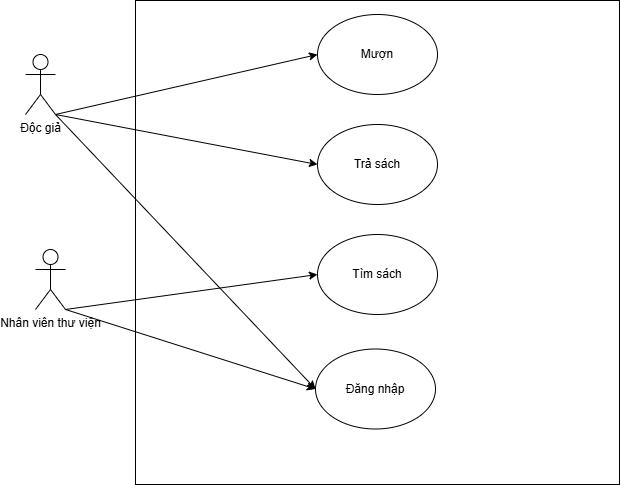 Mượn
Độc giả
Trả sách
Tìm sách
Nhân viên thư viện
Đăng nhập